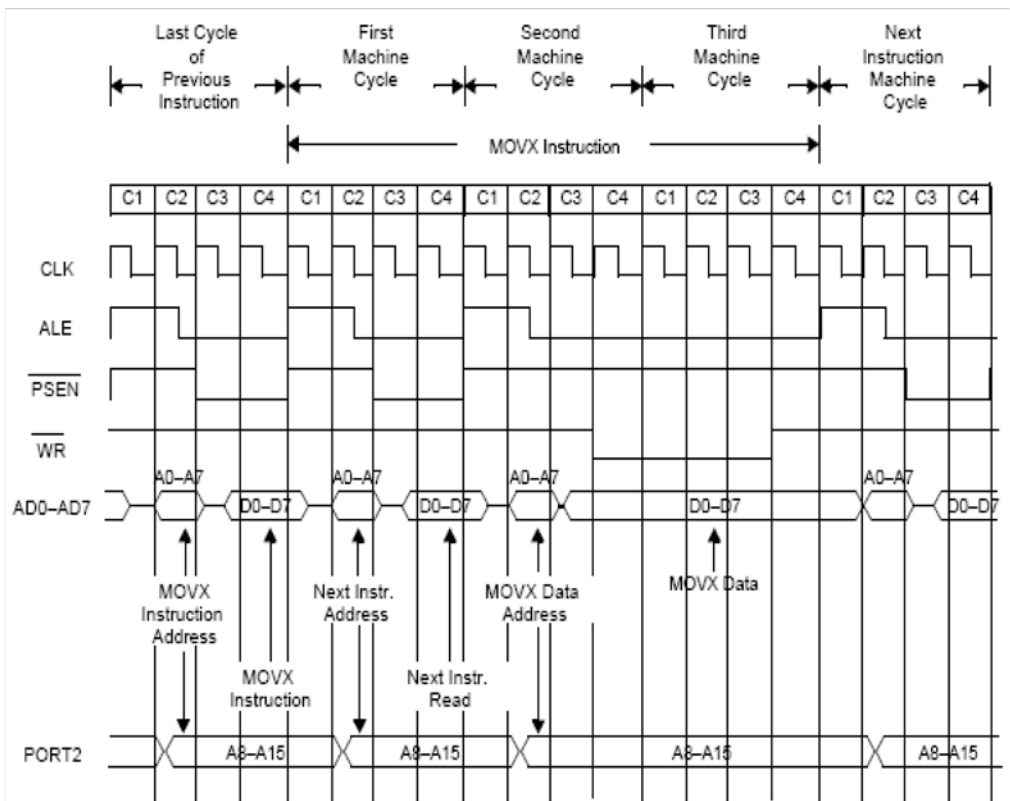 Last Cycle
of
Previous
Instruction
First
Machine
Cycle
Second
Machine
Cycle
Third
Machine
Cycle
Next
Instruction
Machine
Cycle
MOVX Instruction
C1 C2 C3 C4 C1 C2 C3 C4 C1 C2 C3 C4 C1 C2 C3 C4 C1 C2 C3 C4
CLK
ALE
PSEN
WR
A0–A7 A0–A7 A0–A7 A0–A7
AD0–AD7 D0–D7 D0–D7 D0–D7 D0–D7
MOVX
Instruction
Address
Next Instr.
Address
MOVX Data
Address
MOVX Data
MOVX
Instruction
Next Instr.
Read
PORT2 A8–A15 A8–A15 A8–A15 A8–A15